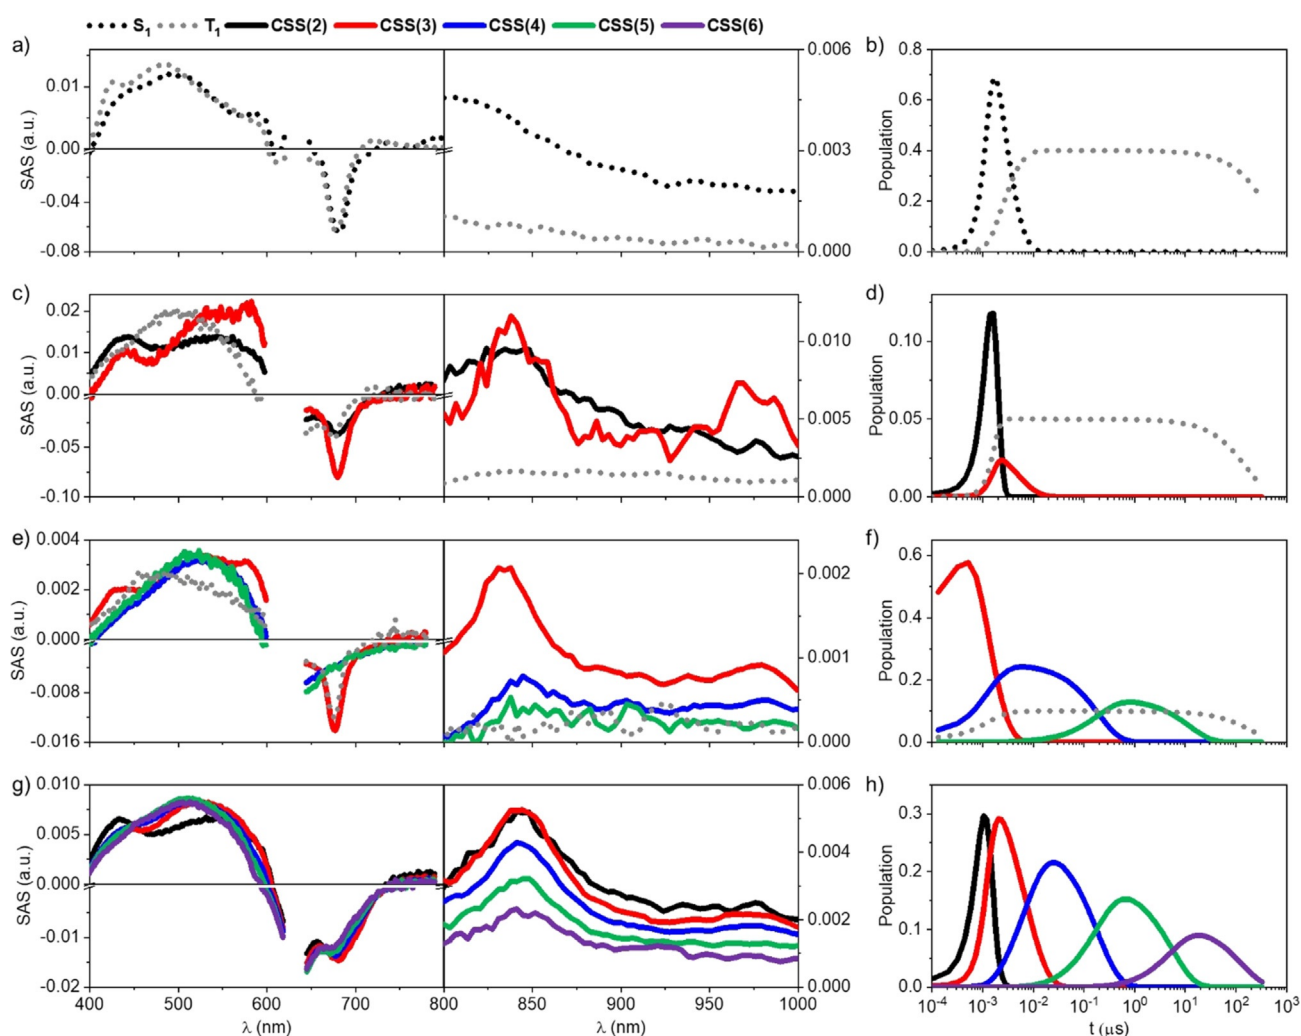 S1 T1 CSS(2) CSS(3) CSS(4) CSS(5) CSS(6)
a)
0.01
0.00
-0.04
-0.08
SAS (a.u.)
0.006
0.003
0.000
b)
0.8
0.6
0.4
0.2
0.0
Population
c)
0.02
0.01
0.00
-0.05
-0.10
SAS (a.u.)
0.010
0.005
0.000
d)
0.10
0.05
0.00
Population
e)
0.004
0.002
0.000
-0.008
-0.016
SAS (a.u.)
0.002
0.001
0.000
f)
0.6
0.4
0.2
0.0
Population
g)
0.010
0.005
0.000
-0.01
-0.02
SAS (a.u.)
0.006
0.004
0.002
0.000
400 500 600 700 800 850 900 950 1000
λ (nm) λ (nm)
h)
0.3
0.2
0.1
0.0
Population
10-4 10-3 10-2 10-1 100 101 102 103
t (μs)